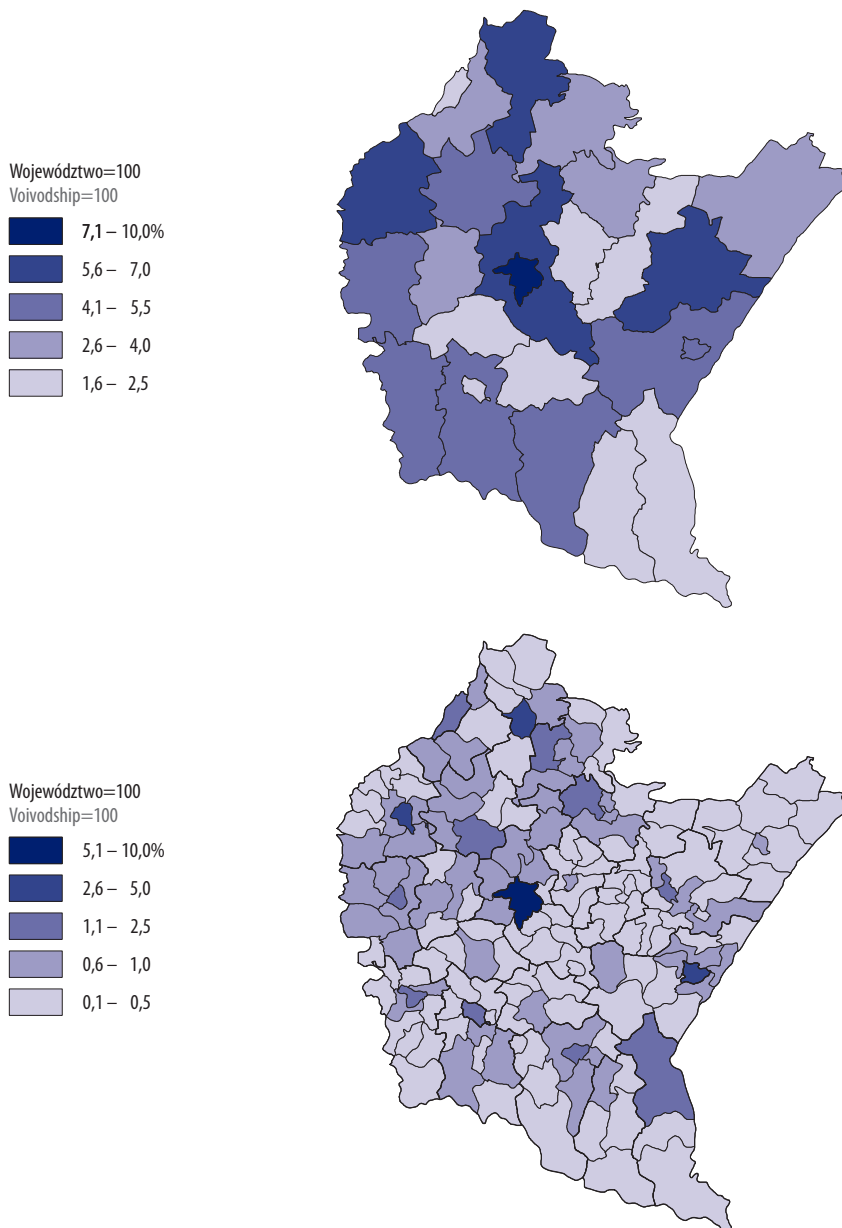 Województwo=100
Voivodship=100
7,1 – 10,0%
5,6 – 7,0
4,1 – 5,5
2,6 – 4,0
1,6 – 2,5
Województwo=100
Voivodship=100
5,1 – 10,0%
2,6 – 5,0
1,1 – 2,5
0,6 – 1,0
0,1 – 0,5